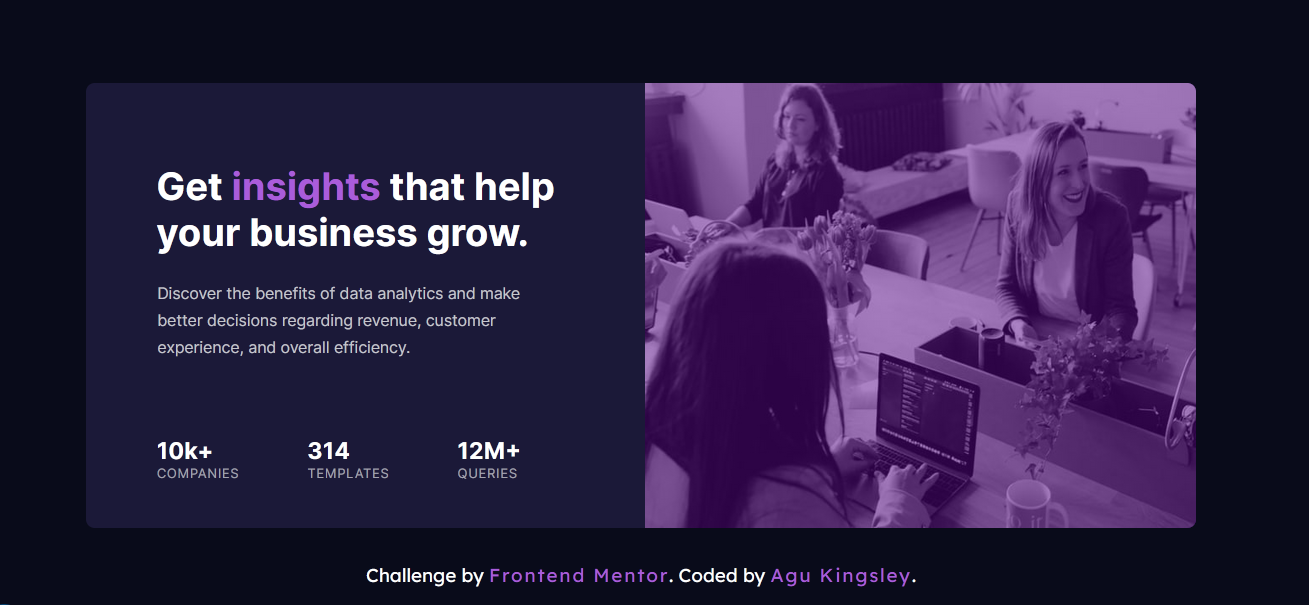 Get insights that help
your business grow.
Discover the benefits of data analytics and make
better decisions regarding revenue, customer
experience, and overall efficiency.
10k+
COMPANIES
314
TEMPLATES
12M+
QUERIES
Challenge by Frontend Mentor. Coded by Agu Kingsley.